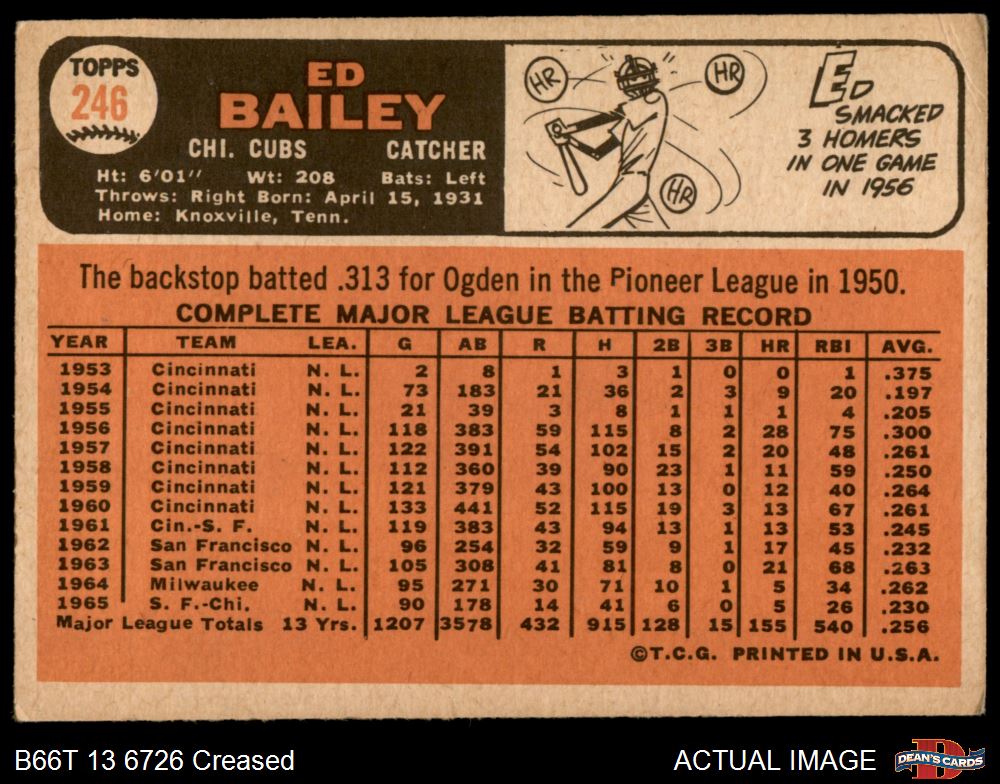 TOPPS
246
ED
BAILEY
CHI. CUBS CATCHER
Ht: 6'01" Wt: 208 Bats: Left
Throws: Right Born: April 15, 1931
Home: Knoxville, Tenn.
HR
HR
HR
ED
SMACKED
3 HOMERS
IN ONE GAME
IN 1956
The backstop batted .313 for Ogden in the Pioneer League in 1950.
COMPLETE MAJOR LEAGUE BATTING RECORD
YEAR TEAM LEA. G AB R H 2B 3B HR RBI AVG.
1953 Cincinnati N. L. 2 8 1 3 1 0 0 1 .375
1954 Cincinnati N. L. 73 183 21 36 2 3 9 20 .197
1955 Cincinnati N. L. 21 39 3 8 1 1 1 4 .205
1956 Cincinnati N. L. 118 383 59 115 8 2 28 75 .300
1957 Cincinnati N. L. 122 391 54 102 15 2 20 48 .261
1958 Cincinnati N. L. 112 360 39 90 23 1 11 59 .250
1959 Cincinnati N. L. 121 379 43 100 13 0 12 40 .264
1960 Cincinnati N. L. 133 441 52 115 19 3 13 67 .261
1961 Cin.-S. F. N. L. 119 383 43 94 13 1 13 53 .245
1962 San Francisco N. L. 96 254 32 59 9 1 17 45 .232
1963 San Francisco N. L. 105 308 41 81 8 0 21 68 .263
1964 Milwaukee N. L. 95 271 30 71 10 1 5 34 .262
1965 S. F.-Chi. N. L. 90 178 14 41 6 0 5 26 .230
Major League Totals 13 Yrs. 1207 3578 432 915 128 15 155 540 .256
©T.C.G. PRINTED IN U.S.A.
B66T 13 6726 Creased
ACTUAL IMAGE
DEAN'S CARDS